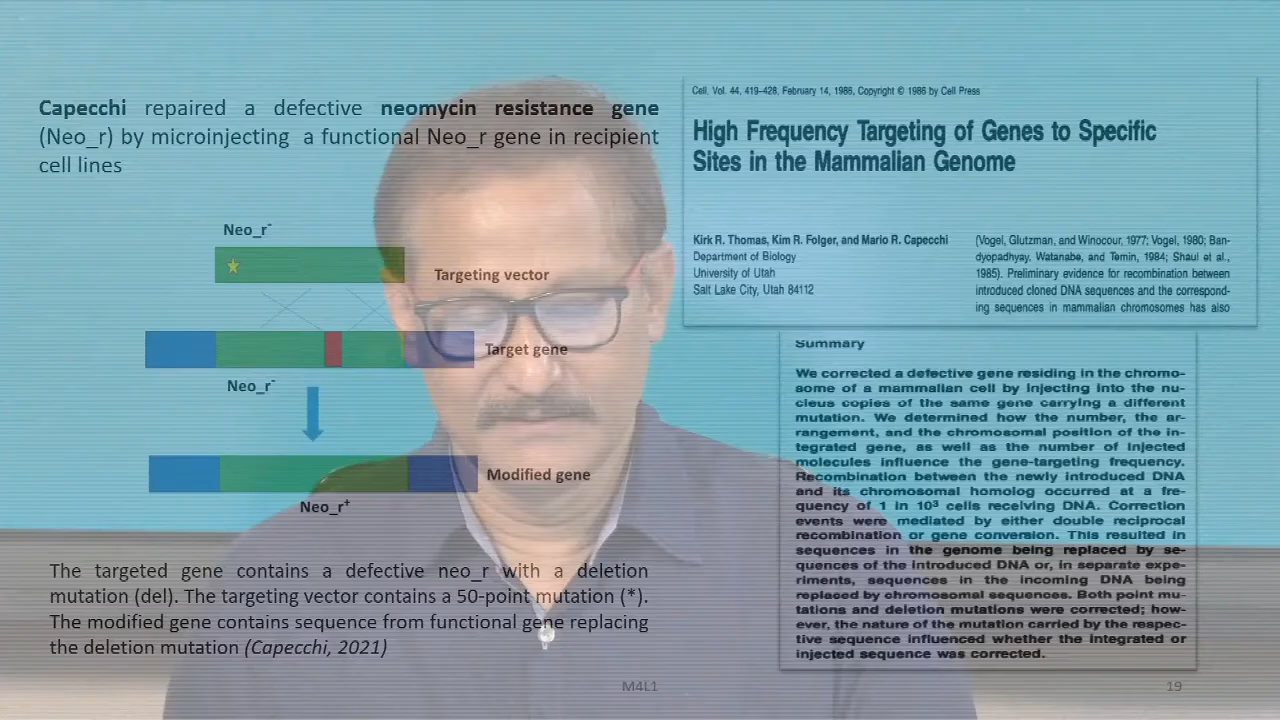 Capecchi repaired a defective neomycin resistance gene
(Neo_r) by microinjecting a functional Neo_r gene in recipient
cell lines
Neo_r-
Targeting vector
Target gene
Neo_r-
Modified gene
Neo_r+
The targeted gene contains a defective neo_r with a deletion
mutation (del). The targeting vector contains a 50-point mutation (*).
The modified gene contains sequence from functional gene replacing
the deletion mutation (Capecchi, 2021)
Cell, Vol. 44, 419–428, February 14, 1986, Copyright © 1986 by Cell Press
High Frequency Targeting of Genes to Specific
Sites in the Mammalian Genome
Kirk R. Thomas, Kim R. Folger, and Mario R. Capecchi
Department of Biology
University of Utah
Salt Lake City, Utah 84112
(Vogel, Glutzman, and Winocour, 1977; Vogel, 1980; Ban-
dyopadhyay, Watanabe, and Temin, 1984; Shaul et al.,
1985). Preliminary evidence for recombination between
introduced cloned DNA sequences and the correspond-
ing sequences in mammalian chromosomes has also
Summary
We corrected a defective gene residing in the chromo-
some of a mammalian cell by injecting into the nu-
cleus copies of the same gene carrying a different
mutation. We determined how the number, the ar-
rangement, and the chromosomal position of the in-
tegrated gene, as well as the number of injected
molecules influence the gene-targeting frequency.
Recombination between the newly introduced DNA
and its chromosomal homolog occurred at a fre-
quency of 1 in 10³ cells receiving DNA. Correction
events were mediated by either double reciprocal
recombination or gene conversion. This resulted in
sequences in the genome being replaced by se-
quences of the introduced DNA or, in separate expe-
riments, sequences in the incoming DNA being
replaced by chromosomal sequences. Both point mu-
tations and deletion mutations were corrected; how-
ever, the nature of the mutation carried by the respec-
tive sequence influenced whether the integrated or
injected sequence was corrected.
M4L1
19